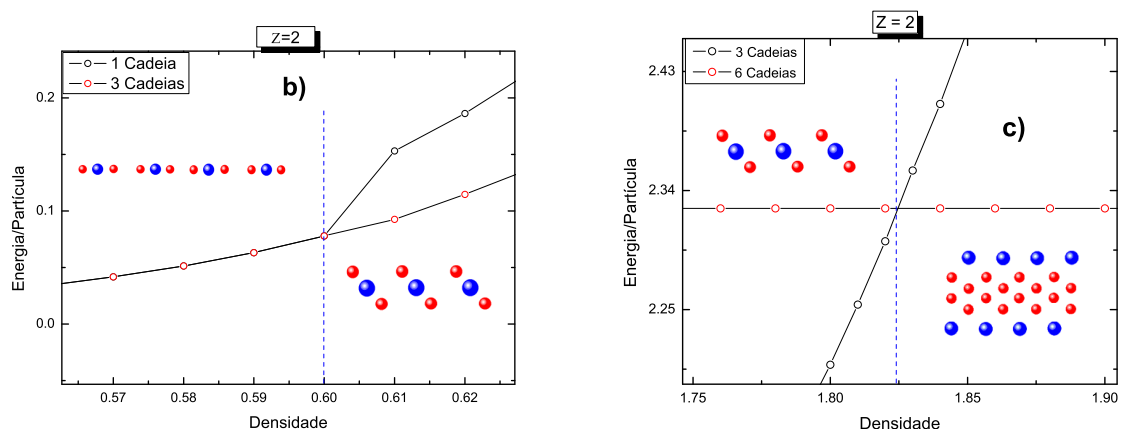 Z=2
1 Cadeia
3 Cadeias
b)
0.2
0.1
0.0
Energia/Partícula
0.57 0.58 0.59 0.60 0.61 0.62
Densidade
Z = 2
3 Cadeias
6 Cadeias
c)
2.43
2.34
2.25
Energia/Partícula
1.75 1.80 1.85 1.90
Densidade